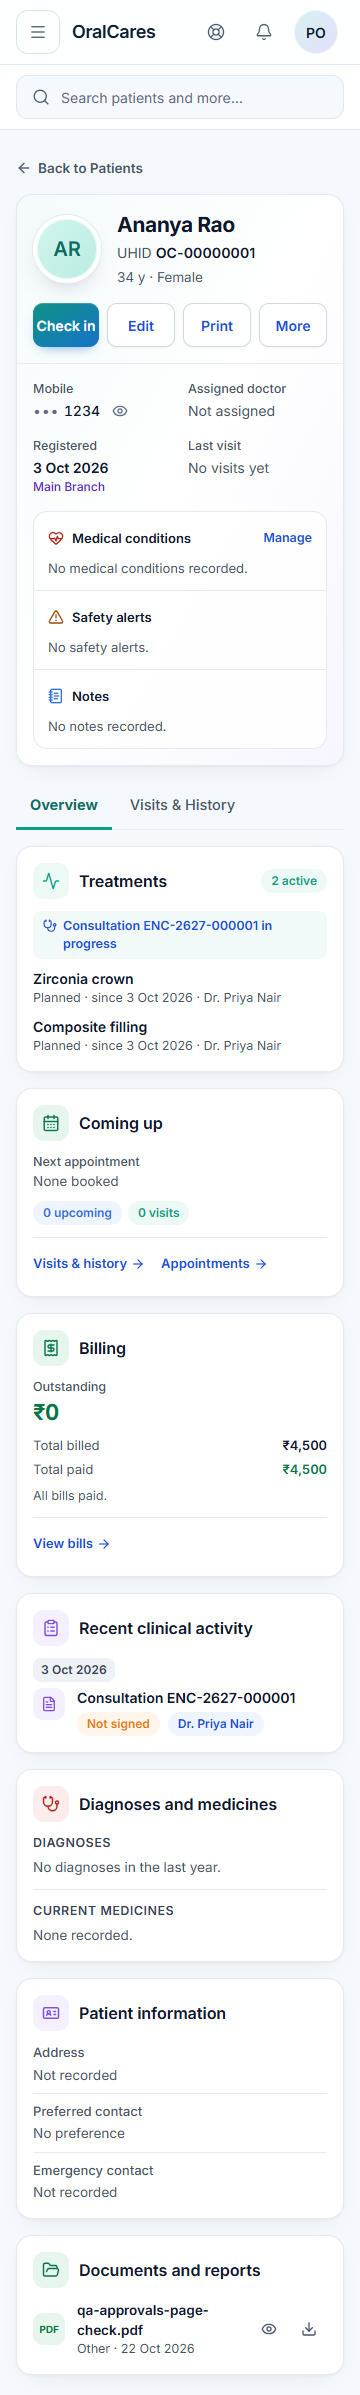 OralCares
PO
Search patients and more...
Back to Patients
AR
Ananya Rao
UHID OC-00000001
34 y · Female
Check in
Edit
Print
More
Mobile
••• 1234
Assigned doctor
Not assigned
Registered
3 Oct 2026
Main Branch
Last visit
No visits yet
Medical conditions
Manage
No medical conditions recorded.
Safety alerts
No safety alerts.
Notes
No notes recorded.
Overview
Visits & History
Treatments
2 active
Consultation ENC-2627-000001 in
progress
Zirconia crown
Planned · since 3 Oct 2026 · Dr. Priya Nair
Composite filling
Planned · since 3 Oct 2026 · Dr. Priya Nair
Coming up
Next appointment
None booked
0 upcoming
0 visits
Visits & history →
Appointments →
Billing
Outstanding
₹0
Total billed
₹4,500
Total paid
₹4,500
All bills paid.
View bills →
Recent clinical activity
3 Oct 2026
Consultation ENC-2627-000001
Not signed
Dr. Priya Nair
Diagnoses and medicines
DIAGNOSES
No diagnoses in the last year.
CURRENT MEDICINES
None recorded.
Patient information
Address
Not recorded
Preferred contact
No preference
Emergency contact
Not recorded
Documents and reports
PDF
qa-approvals-page-
check.pdf
Other · 22 Oct 2026